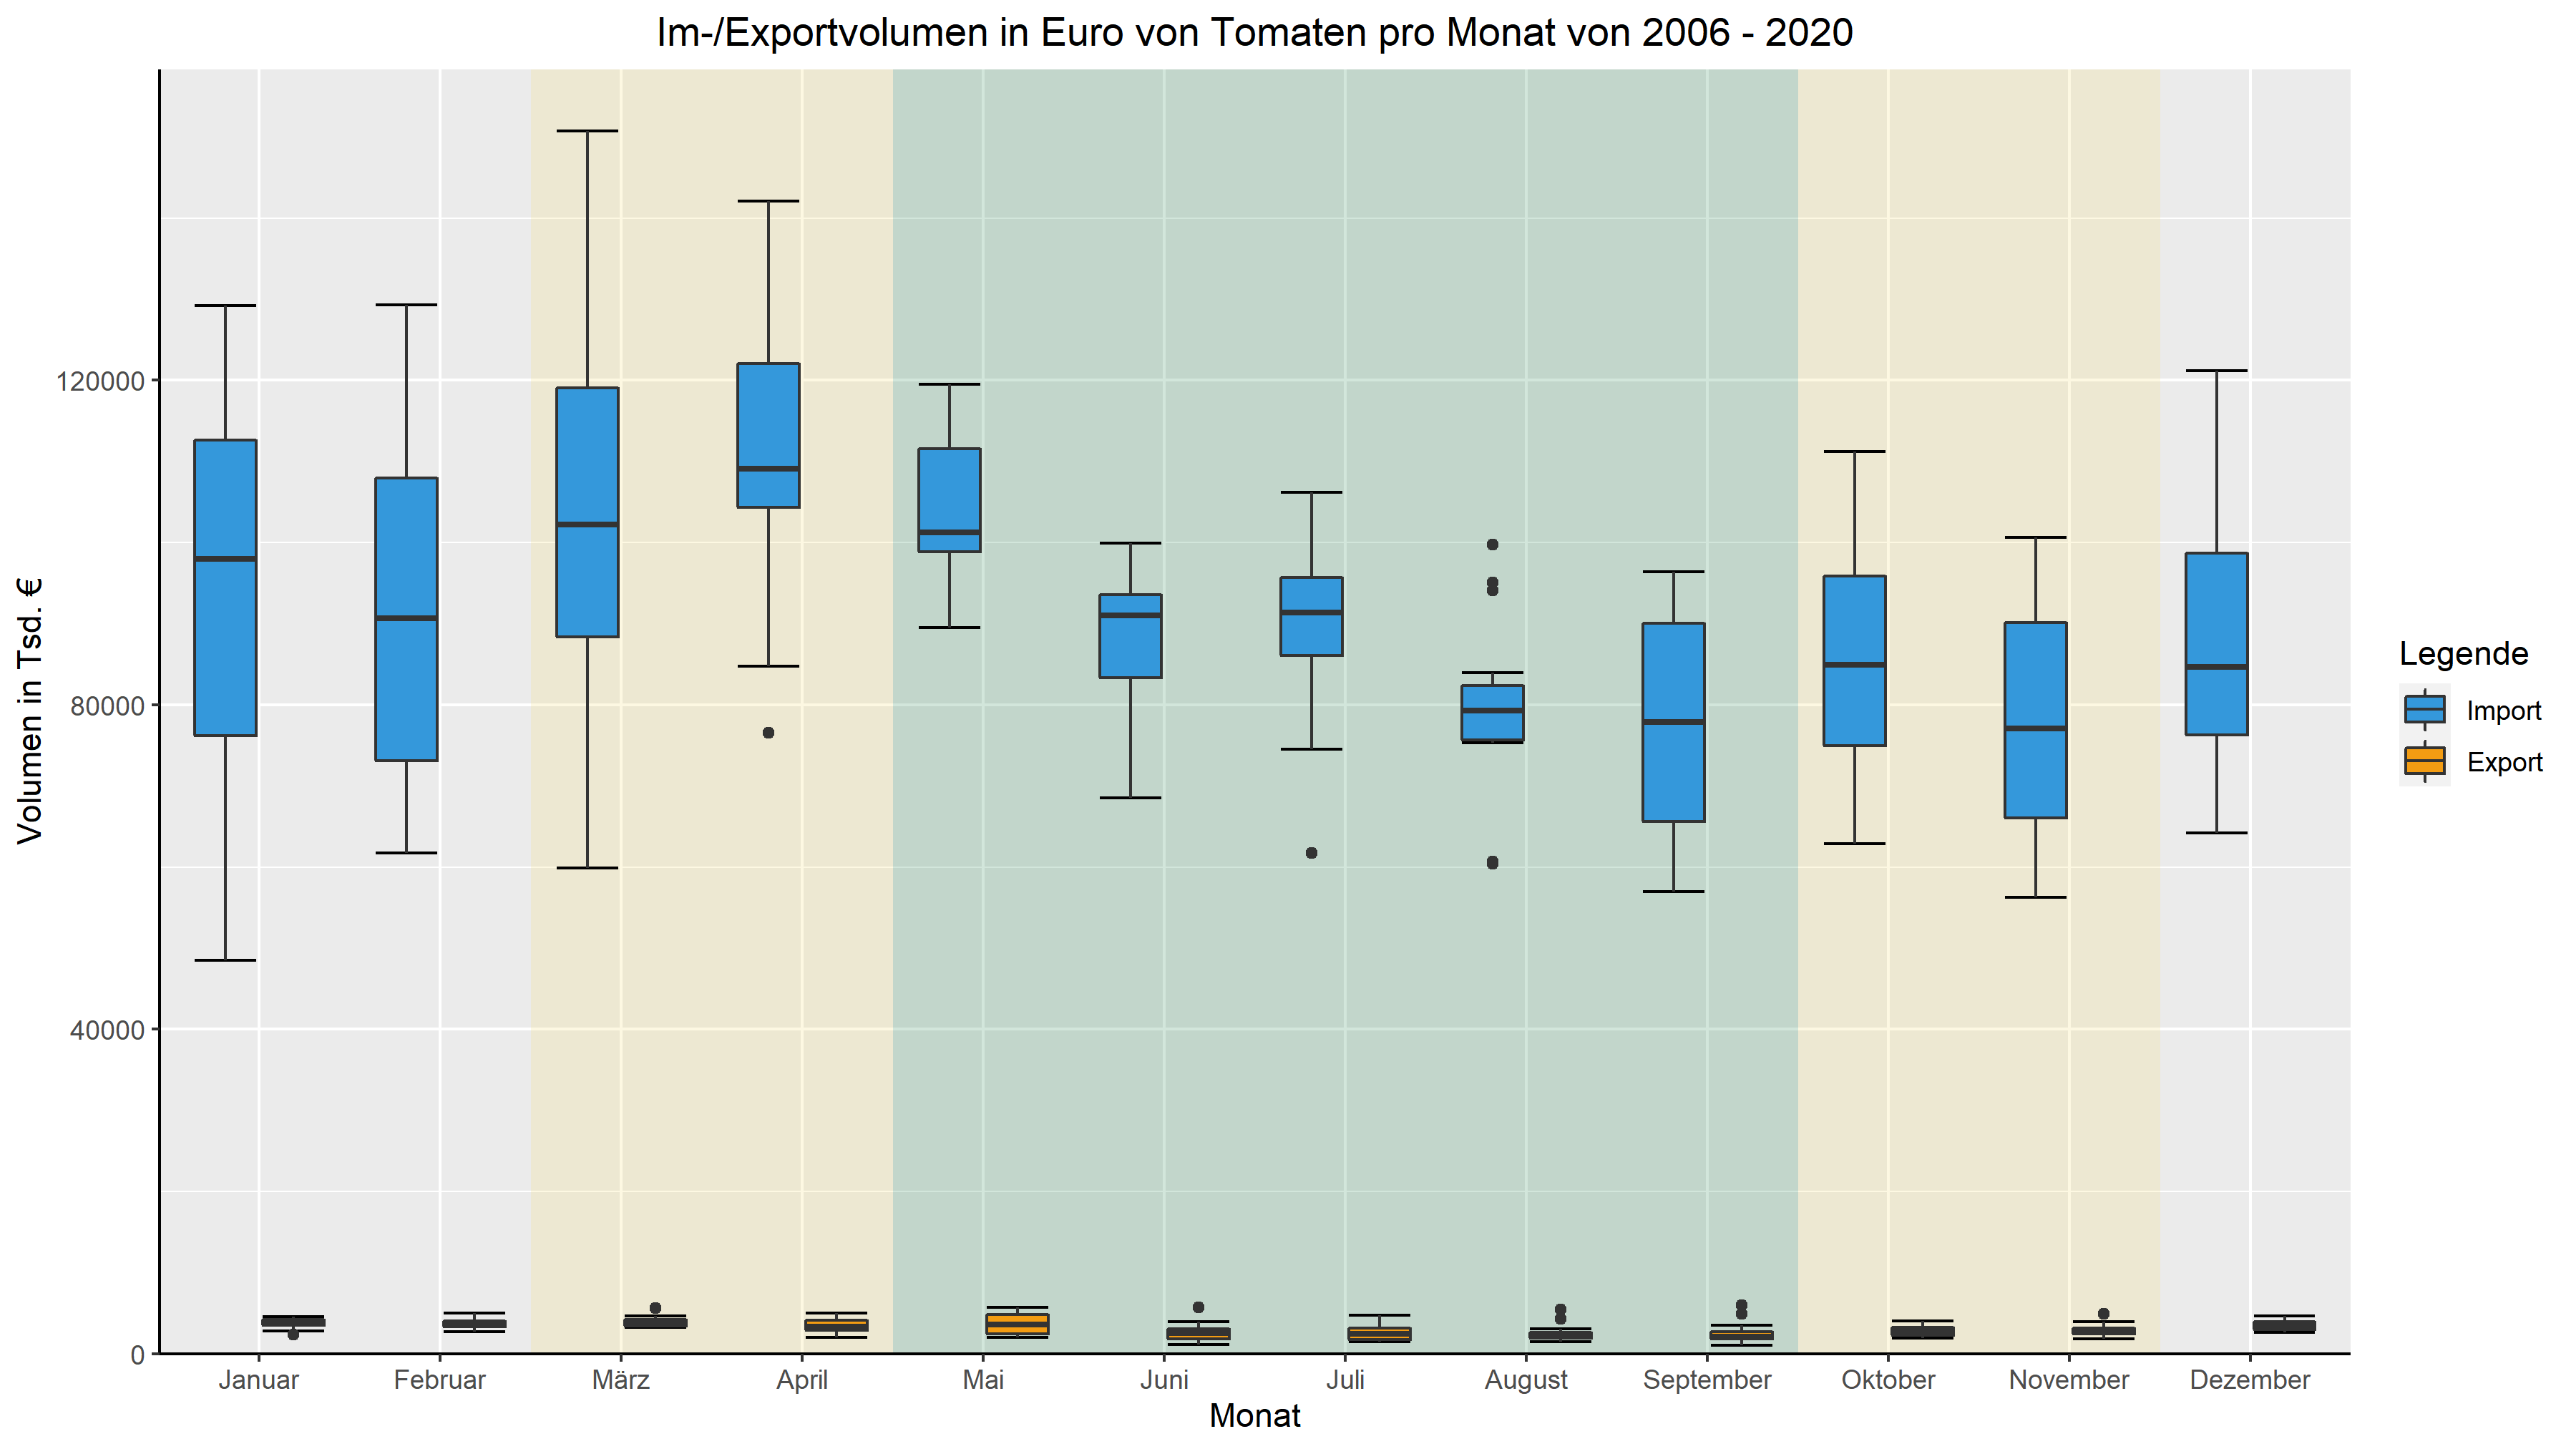 Im-/Exportvolumen in Euro von Tomaten pro Monat von 2006 - 2020
Volumen in Tsd. €
120000
80000
40000
0
Januar Februar März April Mai Juni Juli August September Oktober November Dezember
Monat
Legende
Import
Export